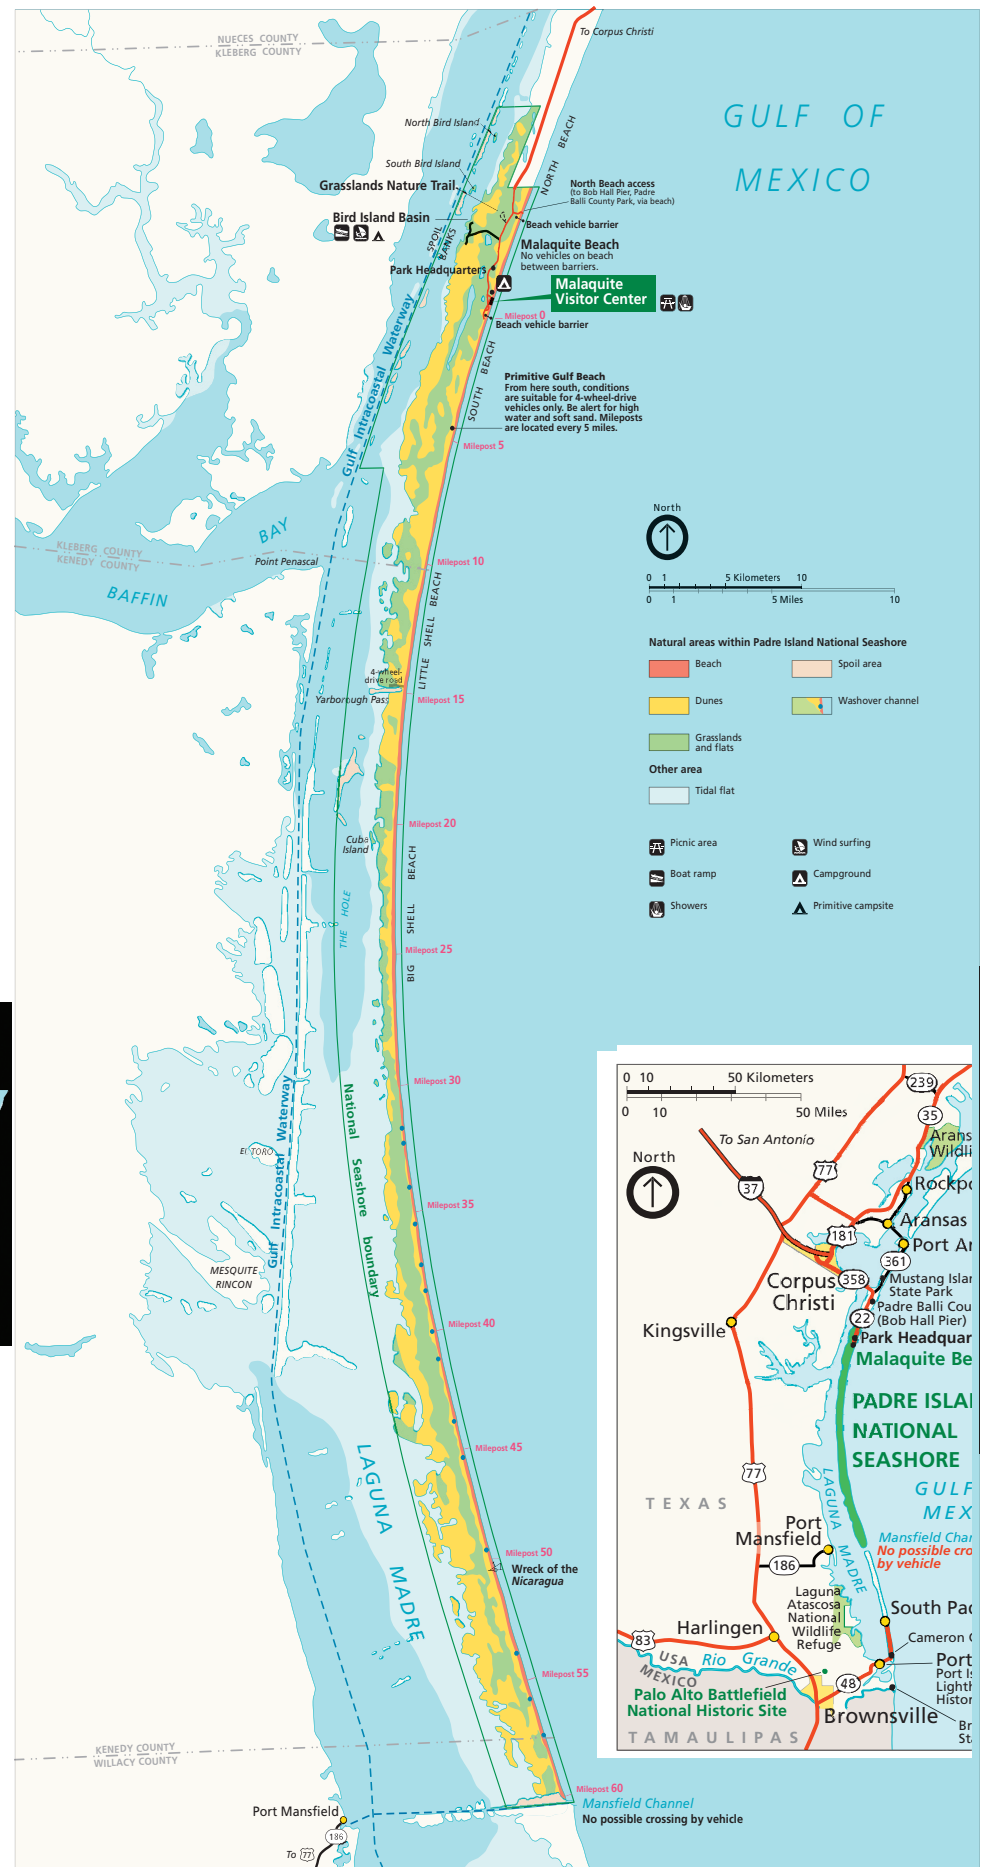 To Corpus Christi
NUECES COUNTY
KLEBERG COUNTY
GULF OF
MEXICO
North Bird Island
NORTH BEACH
South Bird Island
Grasslands Nature Trail
North Beach access
(to Bob Hall Pier, Padre
Balli County Park, via beach)
Bird Island Basin
SPOIL
BANKS
Beach vehicle barrier
Malaquite Beach
No vehicles on beach
between barriers.
Park Headquarters
Malaquite
Visitor Center
Milepost 0
Beach vehicle barrier
Gulf Intracoastal Waterway
SOUTH BEACH
Primitive Gulf Beach
From here south, conditions
are suitable for 4-wheel-drive
vehicles only. Be alert for high
water and soft sand. Mileposts
are located every 5 miles.
Milepost 5
North
BAY
BAFFIN
KLEBERG COUNTY
KENEDY COUNTY
Point Penascal
Milepost 10
0 1 5 Kilometers 10
0 1 5 Miles 10
LITTLE SHELL BEACH
Natural areas within Padre Island National Seashore
Beach
Spoil area
Dunes
Washover channel
Grasslands
and flats
Other area
Tidal flat
4-wheel-
drive road
Yarborough Pass
Milepost 15
Milepost 20
Cuba
Island
Picnic area
Wind surfing
Boat ramp
Campground
Showers
Primitive campsite
THE HOLE
BIG SHELL BEACH
Milepost 25
Milepost 30
National Seashore boundary
Gulf Intracoastal Waterway
EL TORO
Milepost 35
MESQUITE
RINCON
Milepost 40
Milepost 45
LAGUNA MADRE
Milepost 50
Wreck of the
Nicaragua
Milepost 55
KENEDY COUNTY
WILLACY COUNTY
Milepost 60
Mansfield Channel
No possible crossing by vehicle
Port Mansfield
186
To 77
0 10 50 Kilometers
0 10 50 Miles
239
35
To San Antonio
North
77
37
Arans
Wildli
Rockpo
Aransas
181
Port Ar
361
Corpus
Christi
358
Mustang Islan
State Park
Padre Balli Cou
(Bob Hall Pier)
22
Kingsville
Park Headquar
Malaquite Be
PADRE ISLA
NATIONAL
SEASHORE
77
GULF
MEX
TEXAS
LAGUNA MADRE
Port
Mansfield
Mansfield Chan
No possible cro
by vehicle
186
Laguna
Atascosa
National
Wildlife
Refuge
South Pad
Harlingen
83
Cameron C
USA
MEXICO
Rio Grande
Port
Port Is
Lighth
Histor
48
Palo Alto Battlefield
National Historic Site
Brownsville
Br
Sta
TAMAULIPAS